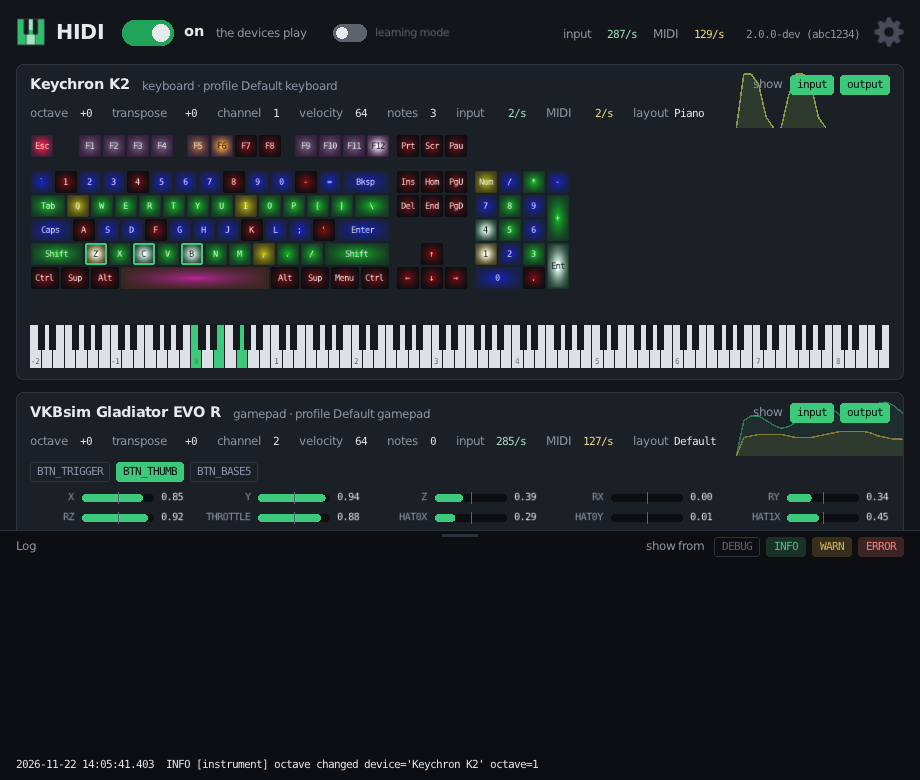 HIDI on the devices play learning mode input 287/s MIDI 129/s 2.0.0-dev (abc1234)
Keychron K2 keyboard · profile Default keyboard show input output
octave +0 transpose +0 channel 1 velocity 64 notes 3 input 2/s MIDI 2/s layout Piano
Esc F1 F2 F3 F4 F5 F6 F7 F8 F9 F10 F11 F12 Prt Scr Pau
` 1 2 3 4 5 6 7 8 9 0 - = Bksp Ins Hom PgU Num / * -
Tab Q W E R T Y U I O P [ ] \ Del End PgD 7 8 9 +
Caps A S D F G H J K L ; ' Enter 4 5 6
Shift Z X C V B N M , . / Shift ↑ 1 2 3 Ent
Ctrl Sup Alt Alt Sup Menu Ctrl ← ↓ → 0 .
-2 -1 0 1 2 3 4 5 6 7 8
VKBsim Gladiator EVO R gamepad · profile Default gamepad show input output
octave +0 transpose +0 channel 2 velocity 64 notes 0 input 285/s MIDI 127/s layout Default
BTN_TRIGGER BTN_THUMB BTN_BASE5
X 0.85 Y 0.94 Z 0.39 RX 0.00 RY 0.34
RZ 0.92 THROTTLE 0.88 HAT0X 0.29 HAT0Y 0.01 HAT1X 0.45
Log show from DEBUG INFO WARN ERROR
2026-11-22 14:05:41.403 INFO [instrument] octave changed device='Keychron K2' octave=1